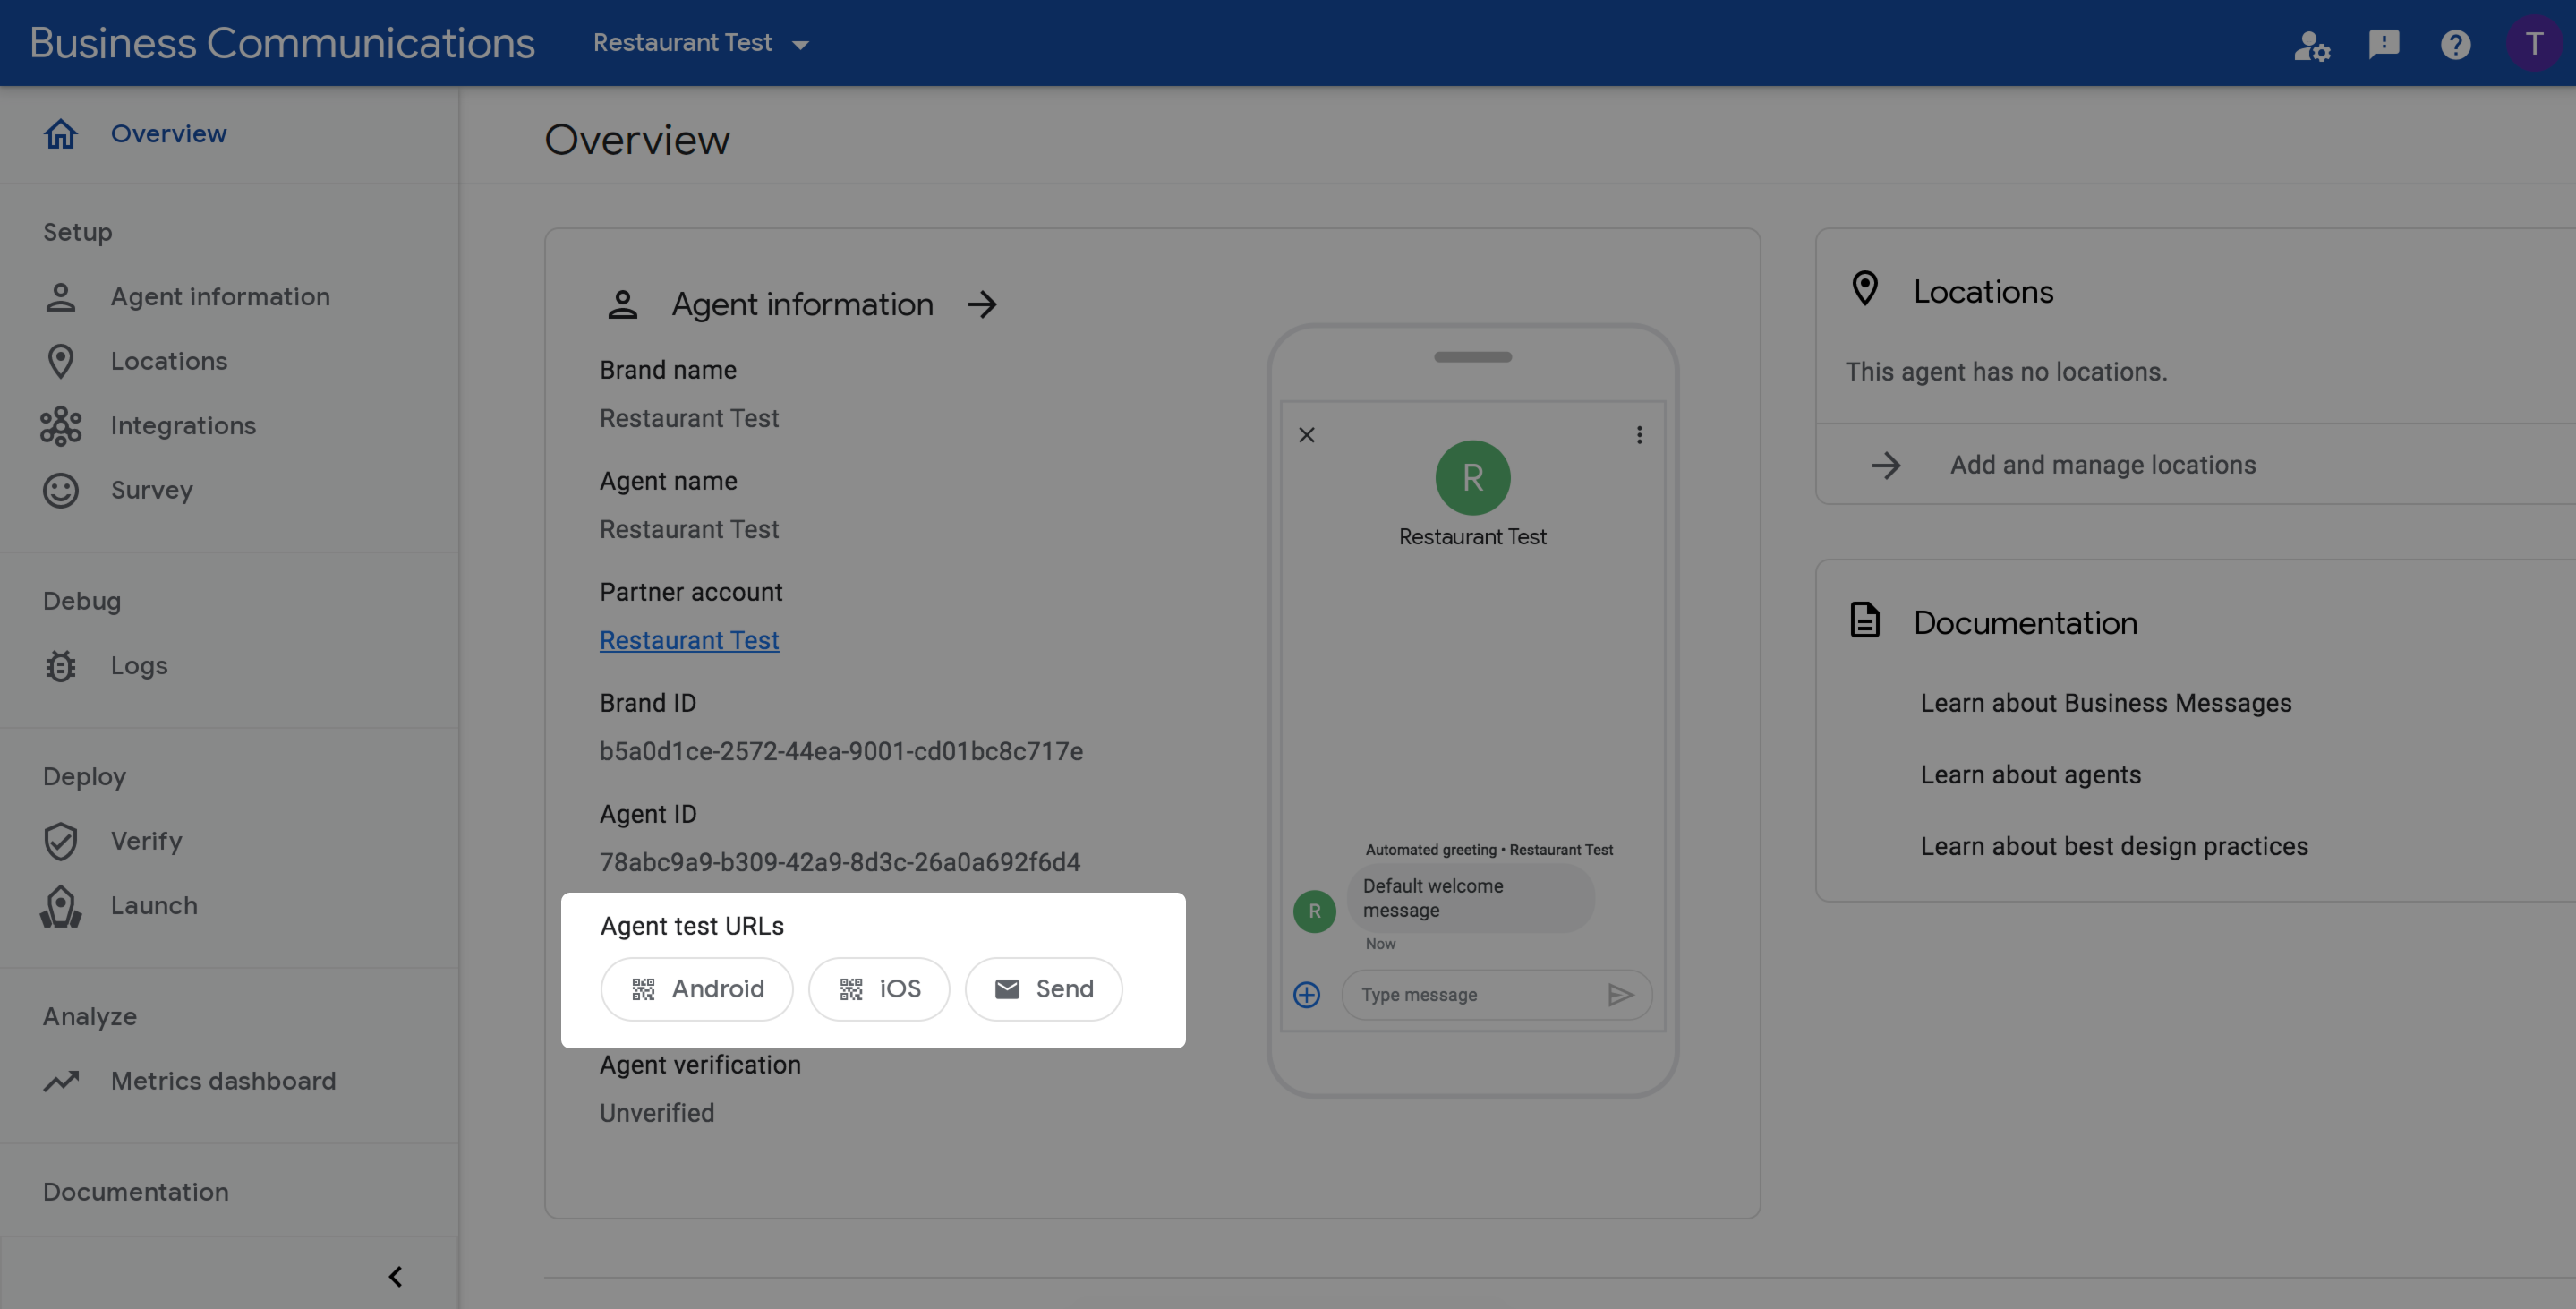 Business Communications
Restaurant Test
T
Overview
Setup
Agent information
Locations
Integrations
Survey
Debug
Logs
Deploy
Verify
Launch
Analyze
Metrics dashboard
Documentation
Overview
Agent information
Brand name
Restaurant Test
Agent name
Restaurant Test
Partner account
Restaurant Test
Brand ID
b5a0d1ce-2572-44ea-9001-cd01bc8c717e
Agent ID
78abc9a9-b309-42a9-8d3c-26a0a692f6d4
Agent test URLs
Android
iOS
Send
Agent verification
Unverified
R
Restaurant Test
Automated greeting • Restaurant Test
R
Default welcome
message
Now
Type message
Locations
This agent has no locations.
Add and manage locations
Documentation
Learn about Business Messages
Learn about agents
Learn about best design practices